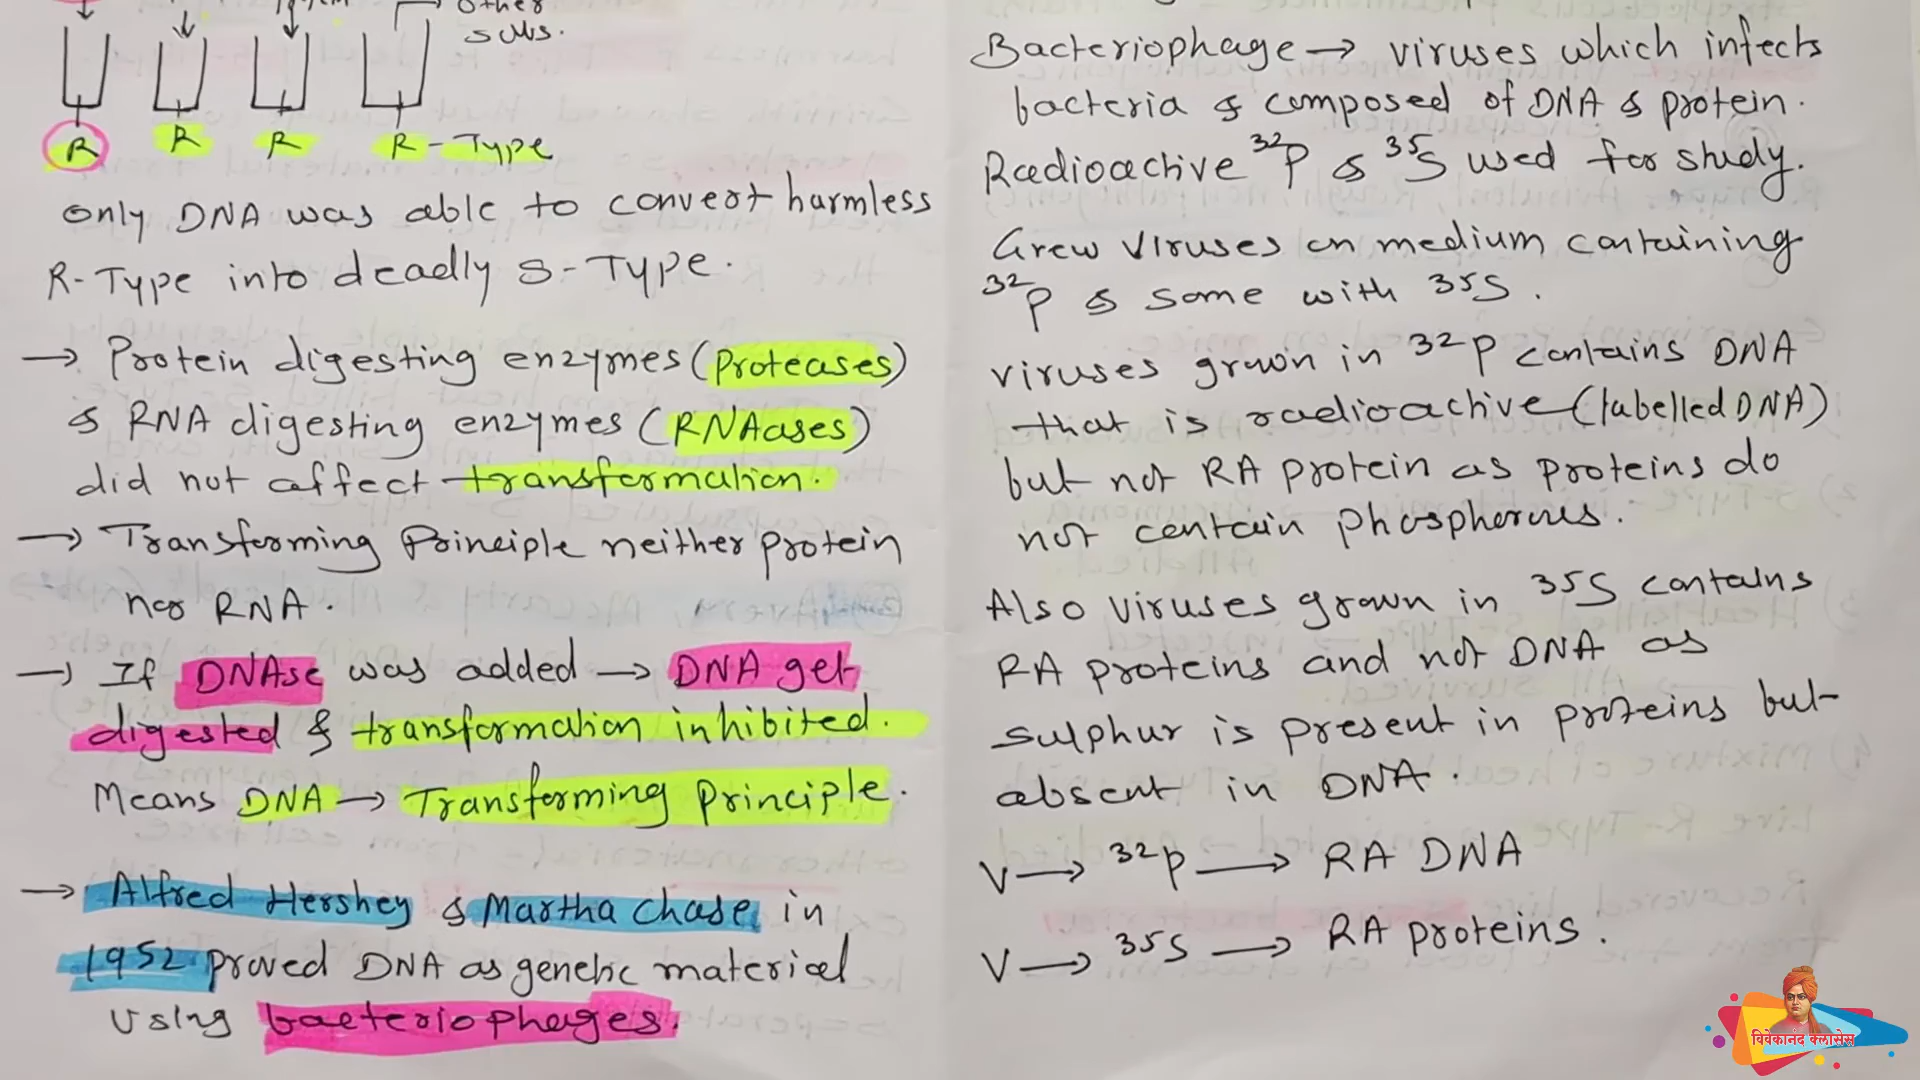 other
subs.
R R R R - Type
only DNA was able to convert harmless
R-Type into deadly S-Type.
→ Protein digesting enzymes (Proteases)
& RNA digesting enzymes (RNAases)
did not affect transformation.
→ Transforming Principle neither protein
nor RNA.
→ If DNAse was added → DNA get
digested & transformation inhibited.
Means DNA → Transforming Principle.
→ Alfred Hershey & Martha Chase in
1952 proved DNA as genetic material
using bacteriophages.
Bacteriophage → viruses which infects
bacteria & composed of DNA & protein.
Radioactive ³²P & ³⁵S used for study.
Grew viruses on medium containing
³²P & some with 35S.
viruses grown in 32P contains DNA
that is radioactive (labelled DNA)
but not RA protein as proteins do
not contain phosphorous.
Also viruses grown in 35S contains
RA proteins and not DNA as
sulphur is present in proteins but
absent in DNA.
V → ³²P → RA DNA
V → 35S → RA proteins.
विवेकानंद क्लासेस